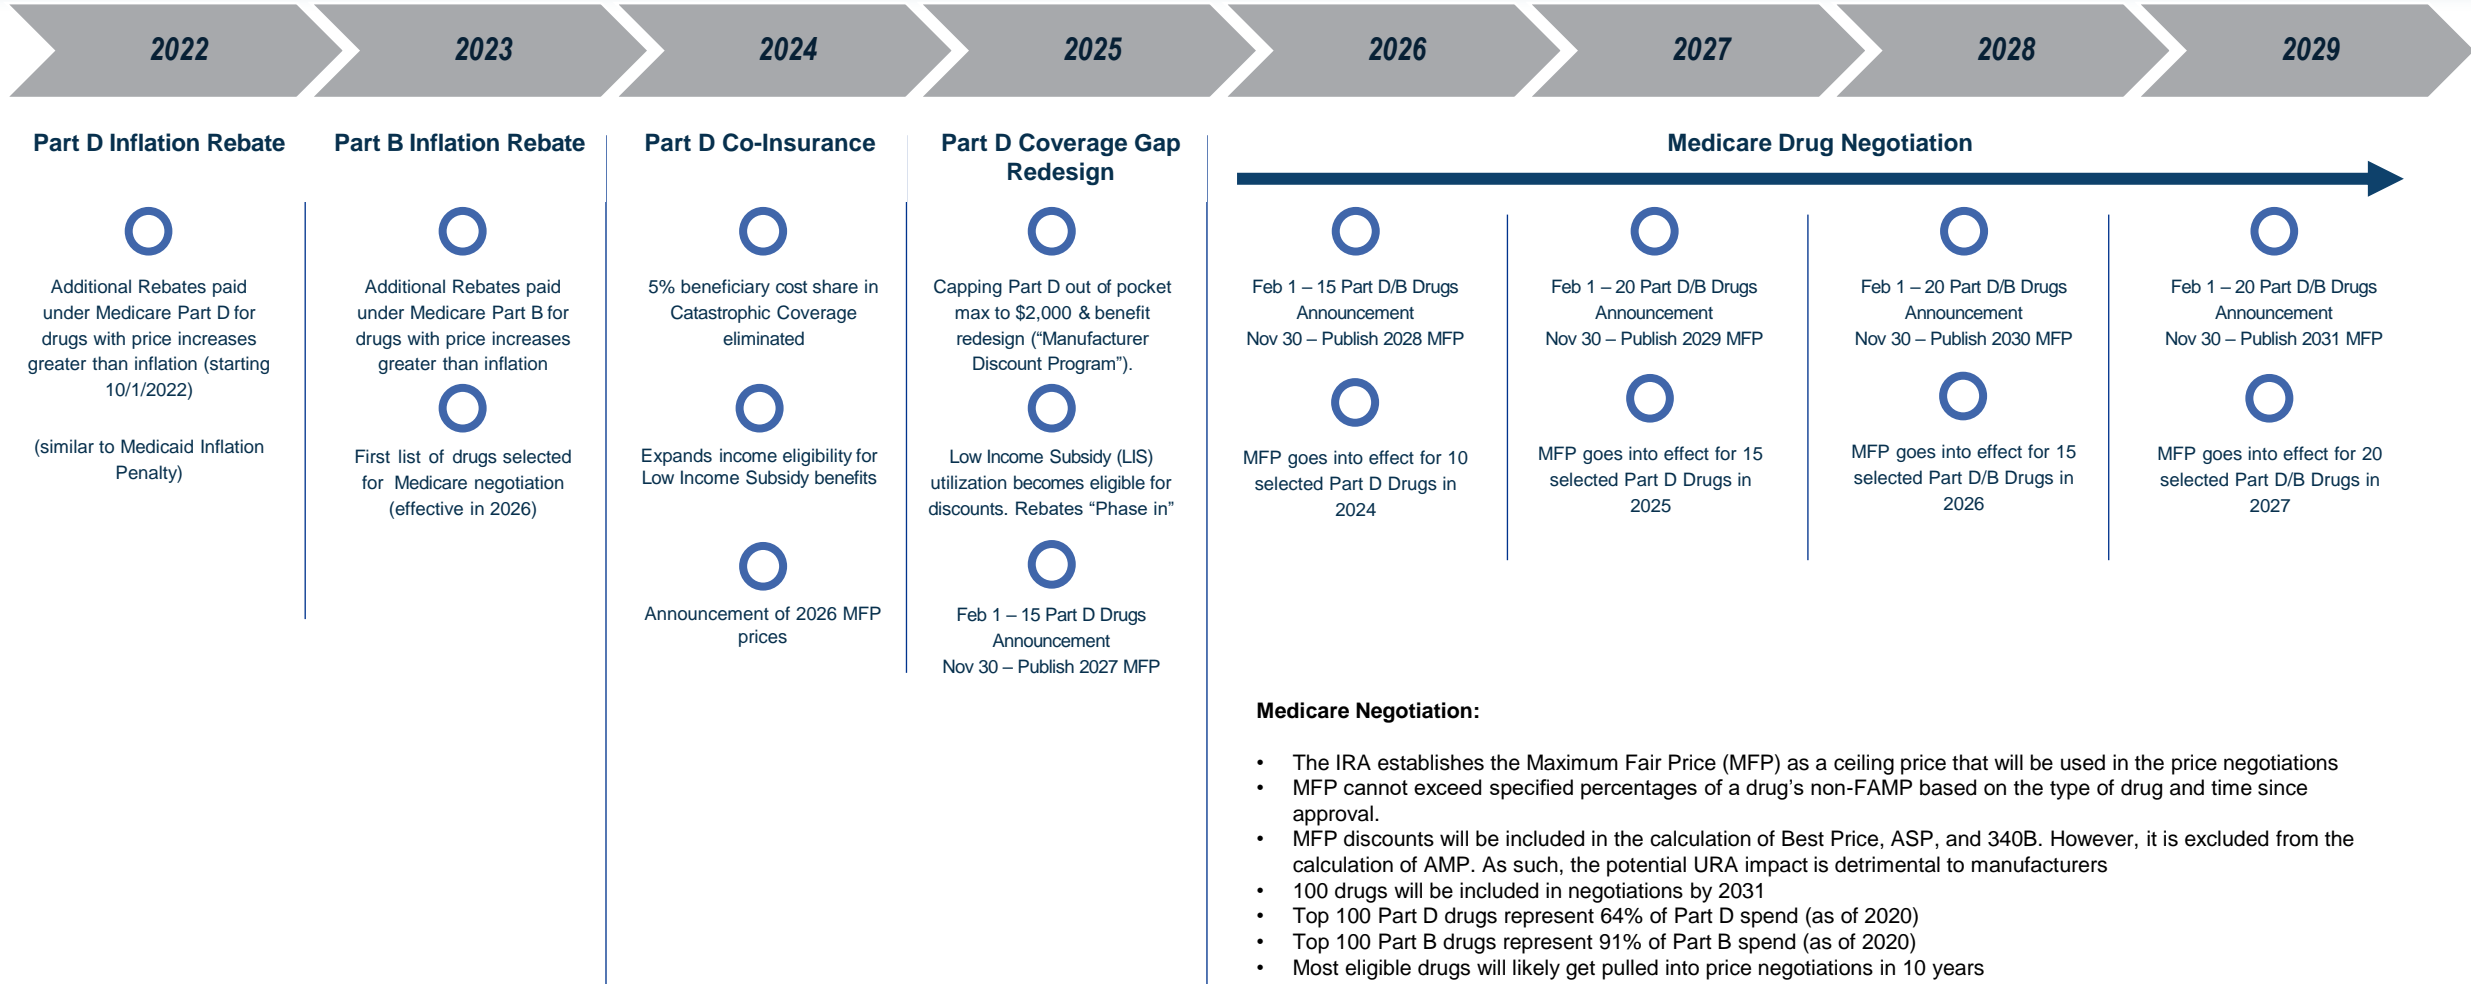 2022
2023
2024
2025
2026
2027
2028
2029
Part D Inflation Rebate
Additional Rebates paid
under Medicare Part D for
drugs with price increases
greater than inflation (starting
10/1/2022)
(similar to Medicaid Inflation
Penalty)
Part B Inflation Rebate
Additional Rebates paid
under Medicare Part B for
drugs with price increases
greater than inflation
First list of drugs selected
for Medicare negotiation
(effective in 2026)
Part D Co-Insurance
5% beneficiary cost share in
Catastrophic Coverage
eliminated
Expands income eligibility for
Low Income Subsidy benefits
Announcement of 2026 MFP
prices
Part D Coverage Gap
Redesign
Capping Part D out of pocket
max to $2,000 & benefit
redesign (“Manufacturer
Discount Program”).
Low Income Subsidy (LIS)
utilization becomes eligible for
discounts. Rebates “Phase in”
Feb 1 – 15 Part D Drugs
Announcement
Nov 30 – Publish 2027 MFP
Medicare Drug Negotiation
Feb 1 – 15 Part D/B Drugs
Announcement
Nov 30 – Publish 2028 MFP
MFP goes into effect for 10
selected Part D Drugs in
2024
Feb 1 – 20 Part D/B Drugs
Announcement
Nov 30 – Publish 2029 MFP
MFP goes into effect for 15
selected Part D Drugs in
2025
Feb 1 – 20 Part D/B Drugs
Announcement
Nov 30 – Publish 2030 MFP
MFP goes into effect for 15
selected Part D/B Drugs in
2026
Feb 1 – 20 Part D/B Drugs
Announcement
Nov 30 – Publish 2031 MFP
MFP goes into effect for 20
selected Part D/B Drugs in
2027
Medicare Negotiation:
• The IRA establishes the Maximum Fair Price (MFP) as a ceiling price that will be used in the price negotiations
• MFP cannot exceed specified percentages of a drug’s non-FAMP based on the type of drug and time since
approval.
• MFP discounts will be included in the calculation of Best Price, ASP, and 340B. However, it is excluded from the
calculation of AMP. As such, the potential URA impact is detrimental to manufacturers
• 100 drugs will be included in negotiations by 2031
• Top 100 Part D drugs represent 64% of Part D spend (as of 2020)
• Top 100 Part B drugs represent 91% of Part B spend (as of 2020)
• Most eligible drugs will likely get pulled into price negotiations in 10 years